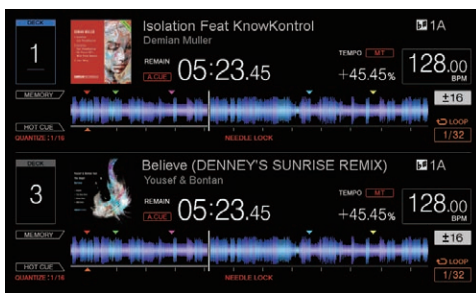 DECK
1
Isolation Feat KnowKontrol
Demian Muller
REMAIN
A.CUE
05:23.45
TEMPO MT
+45.45%
1A
128.00
BPM
MEMORY
HOT CUE
QUANTIZE : 1/16
NEEDLE LOCK
±16
LOOP
1/32
DECK
3
Believe (DENNEY'S SUNRISE REMIX)
Yousef & Bontan
REMAIN
A.CUE
05:23.45
TEMPO MT
+45.45%
1A
128.00
BPM
MEMORY
HOT CUE
QUANTIZE : 1/16
NEEDLE LOCK
±16
LOOP
1/32